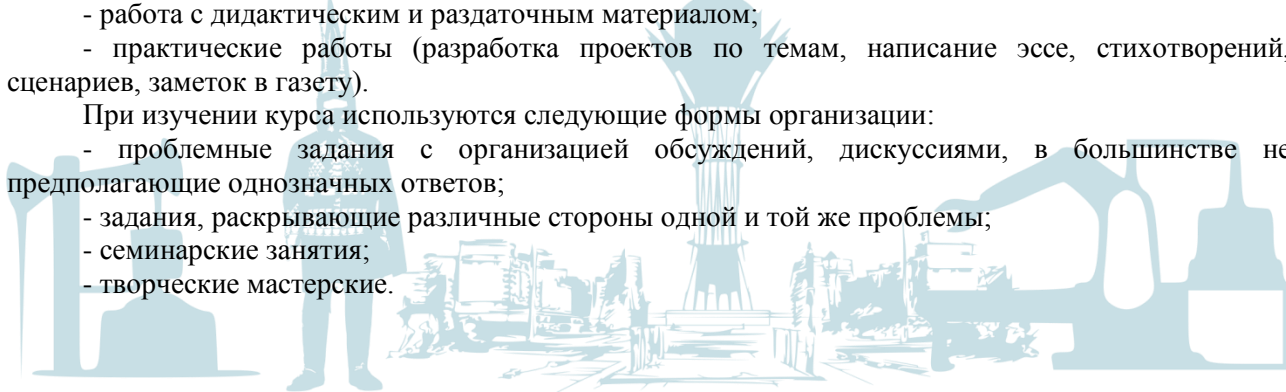 - работа с дидактическим и раздаточным материалом;
- практические работы (разработка проектов по темам, написание эссе, стихотворений,
сценариев, заметок в газету).
При изучении курса используются следующие формы организации:
- проблемные задания с организацией обсуждений, дискуссиями, в большинстве не
предполагающие однозначных ответов;
- задания, раскрывающие различные стороны одной и той же проблемы;
- семинарские занятия;
- творческие мастерские.